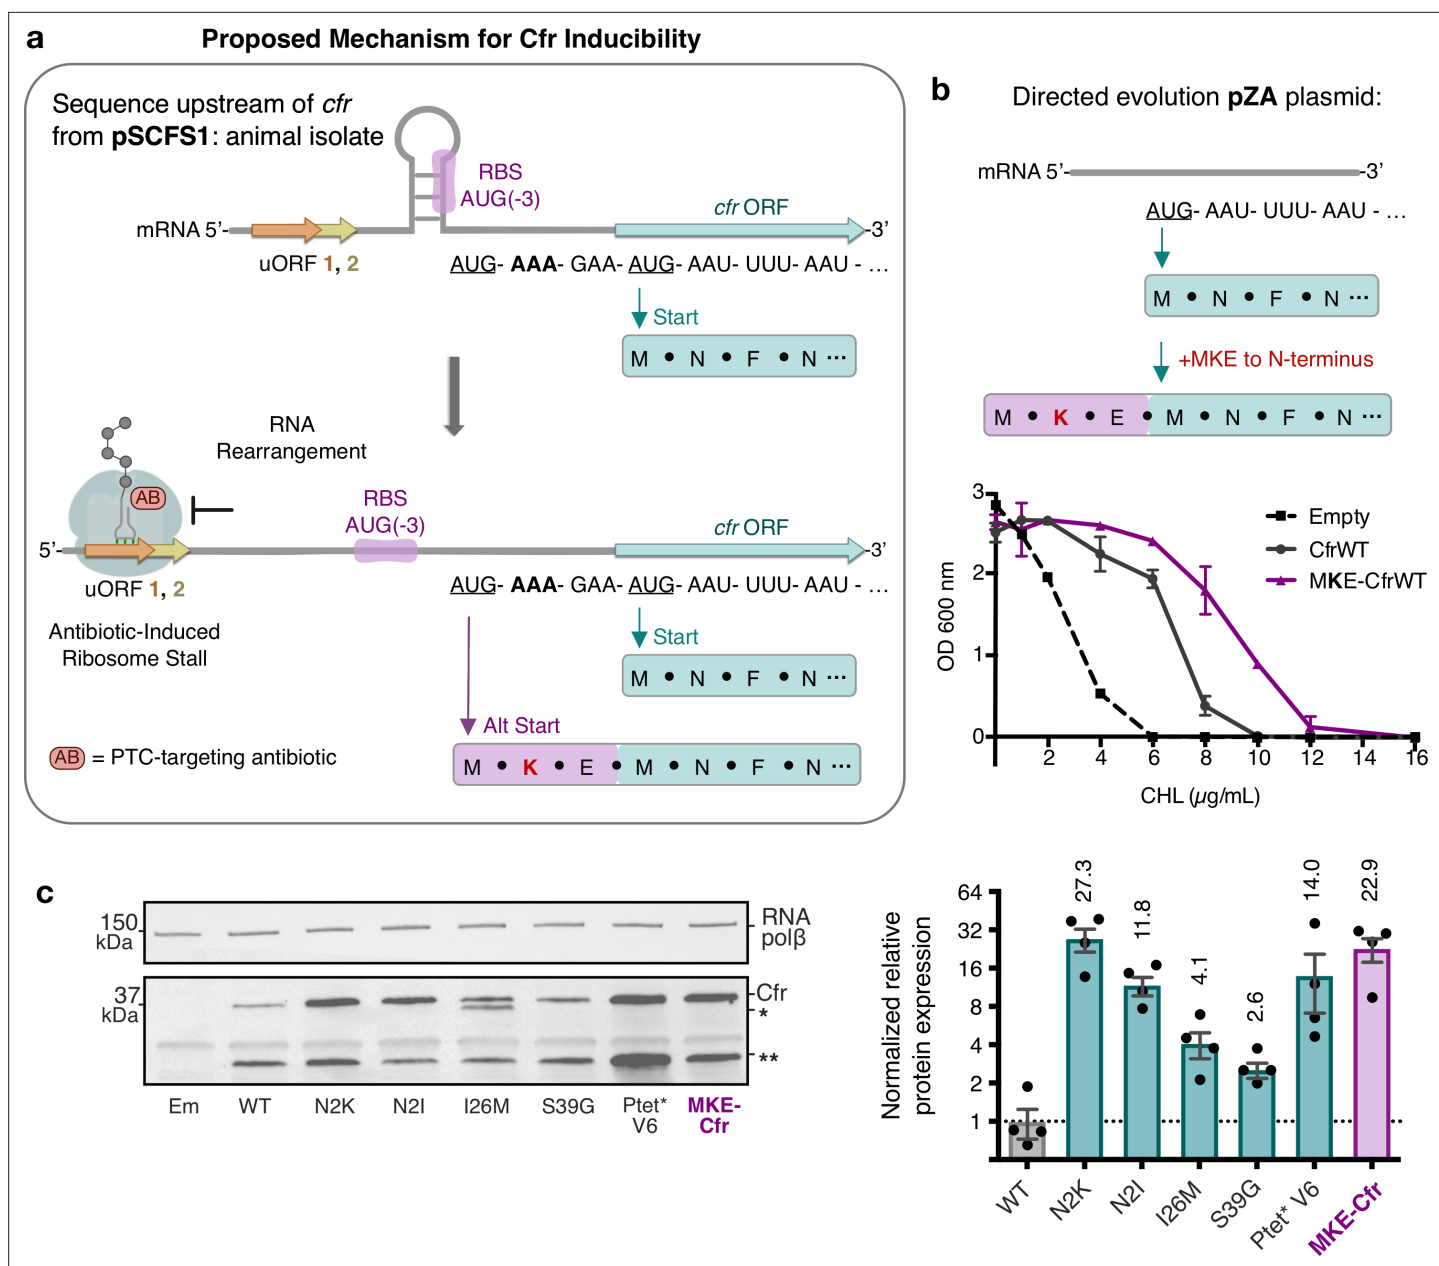 a
Proposed Mechanism for Cfr Inducibility
Sequence upstream of cfr
from pSCFS1: animal isolate
RBS
AUG(-3)
cfr ORF
mRNA 5’-
-3’
uORF 1, 2
AUG- AAA- GAA- AUG- AAU- UUU- AAU - ...
Start
M • N • F • N ···
RNA
Rearrangement
AB
RBS
AUG(-3)
cfr ORF
5’-
-3’
uORF 1, 2
AUG- AAA- GAA- AUG- AAU- UUU- AAU - ...
Antibiotic-Induced
Ribosome Stall
Start
M • N • F • N ···
Alt Start
AB = PTC-targeting antibiotic
M • K • E • M • N • F • N ···
b
Directed evolution pZA plasmid:
mRNA 5’- -3’
AUG- AAU- UUU- AAU - ...
M • N • F • N ···
+MKE to N-terminus
M • K • E • M • N • F • N ···
3
2
1
0
OD 600 nm
Empty
CfrWT
MKE-CfrWT
2 4 6 8 10 12 14 16
CHL (µg/mL)
c
150
kDa
RNA
polβ
37
kDa
Cfr
*
**
Em WT N2K N2I I26M S39G Ptet* V6 MKE-Cfr
Normalized relative
protein expression
64
32
16
8
4
2
1
27.3
11.8
4.1
2.6
14.0
22.9
WT N2K N2I I26M S39G Ptet* V6 MKE-Cfr